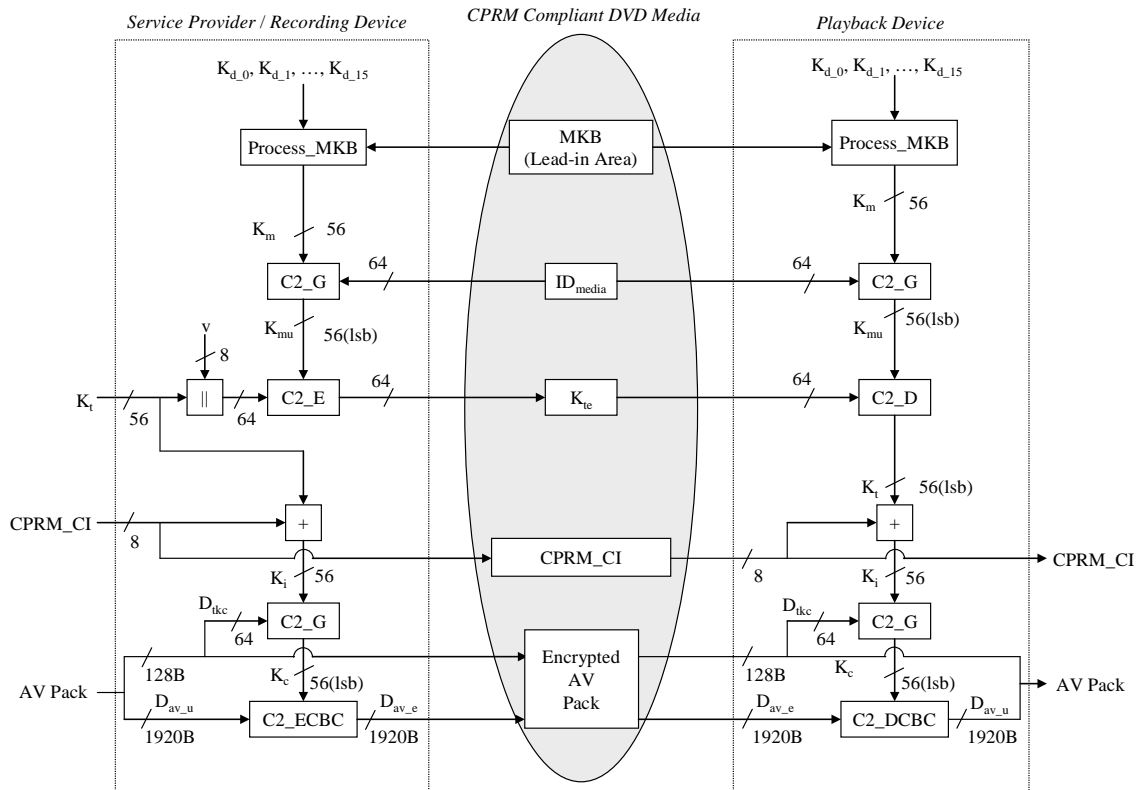 Service Provider / Recording Device
CPRM Compliant DVD Media
Playback Device
K_d_0, K_d_1, …, K_d_15
K_d_0, K_d_1, …, K_d_15
Process_MKB
MKB
(Lead-in Area)
Process_MKB
K_m
56
K_m
56
C2_G
64
ID_media
64
C2_G
K_mu
56(lsb)
K_mu
56(lsb)
v
8
K_t
56
||
64
C2_E
64
K_te
64
C2_D
K_t
56(lsb)
CPRM_CI
8
+
CPRM_CI
8
+
CPRM_CI
K_i
56
K_i
56
D_tkc
64
C2_G
D_tkc
64
C2_G
128B
K_c
56(lsb)
Encrypted
AV
Pack
128B
K_c
56(lsb)
AV Pack
AV Pack
D_av_u
1920B
C2_ECBC
D_av_e
1920B
D_av_e
1920B
C2_DCBC
D_av_u
1920B